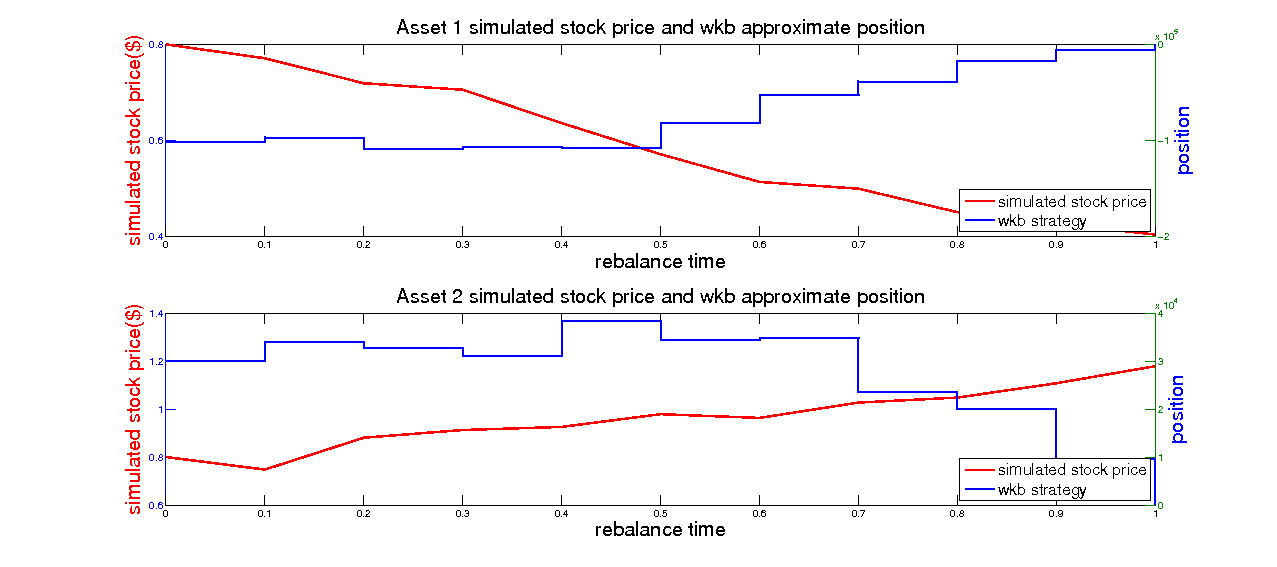 Asset 1 simulated stock price and wkb approximate position
x 10^5
simulated stock price($)
0.8
0.6
0.4
0
-1
-2
position
simulated stock price
wkb strategy
0 0.1 0.2 0.3 0.4 0.5 0.6 0.7 0.8 0.9 1
rebalance time
Asset 2 simulated stock price and wkb approximate position
x 10^4
simulated stock price($)
1.4
1.2
1
0.8
0.6
4
3
2
1
0
position
simulated stock price
wkb strategy
0 0.1 0.2 0.3 0.4 0.5 0.6 0.7 0.8 0.9 1
rebalance time